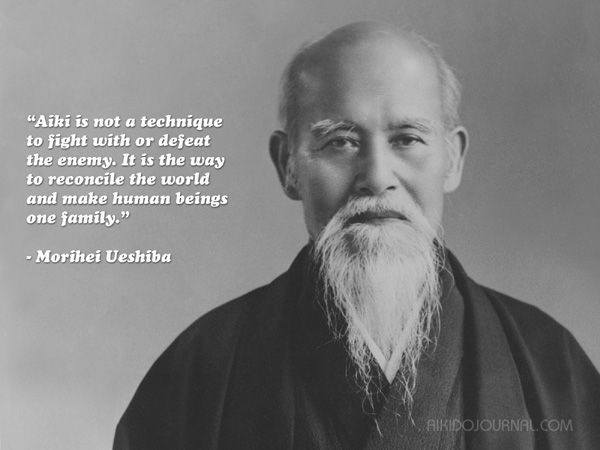 “Aiki is not a technique
to fight with or defeat
the enemy. It is the way
to reconcile the world
and make human beings
one family.”
- Morihei Ueshiba
AIKIDOJOURNAL.COM